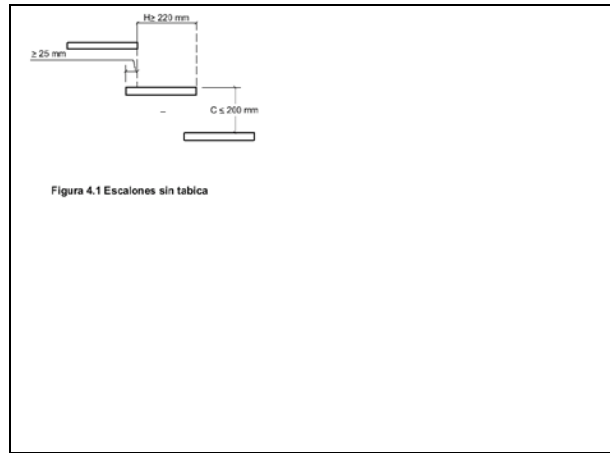 H≥ 220 mm
≥ 25 mm
C ≤ 200 mm
Figura 4.1 Escalones sin tabica